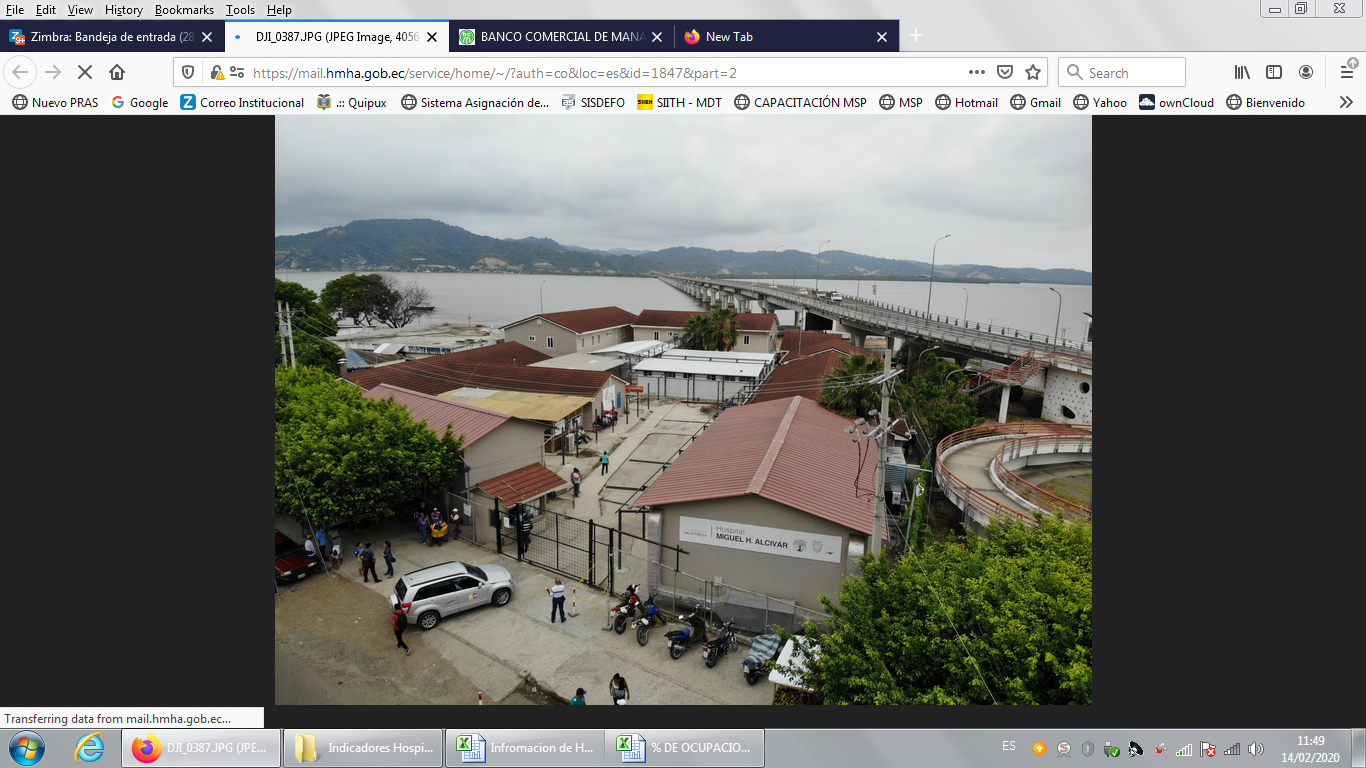 File Edit View History Bookmarks Tools Help
Zimbra: Bandeja de entrada (28
DJI_0387.JPG (JPEG Image, 4056
BANCO COMERCIAL DE MANA
New Tab
https://mail.hmha.gob.ec/service/home/~/?auth=co&loc=es&id=1847&part=2
Search
Nuevo PRAS Google Correo Institucional .:: Quipux Sistema Asignación de... SISDEFO SIITH - MDT CAPACITACIÓN MSP MSP Hotmail Gmail Yahoo ownCloud Bienvenido
Hospital
MIGUEL H. ALCIVAR
Transferring data from mail.hmha.gob.ec...
DJI_0387.JPG (JPE...
Indicadores Hospi...
Infromacion de H...
% DE OCUPACIO...
ES
11:49
14/02/2020